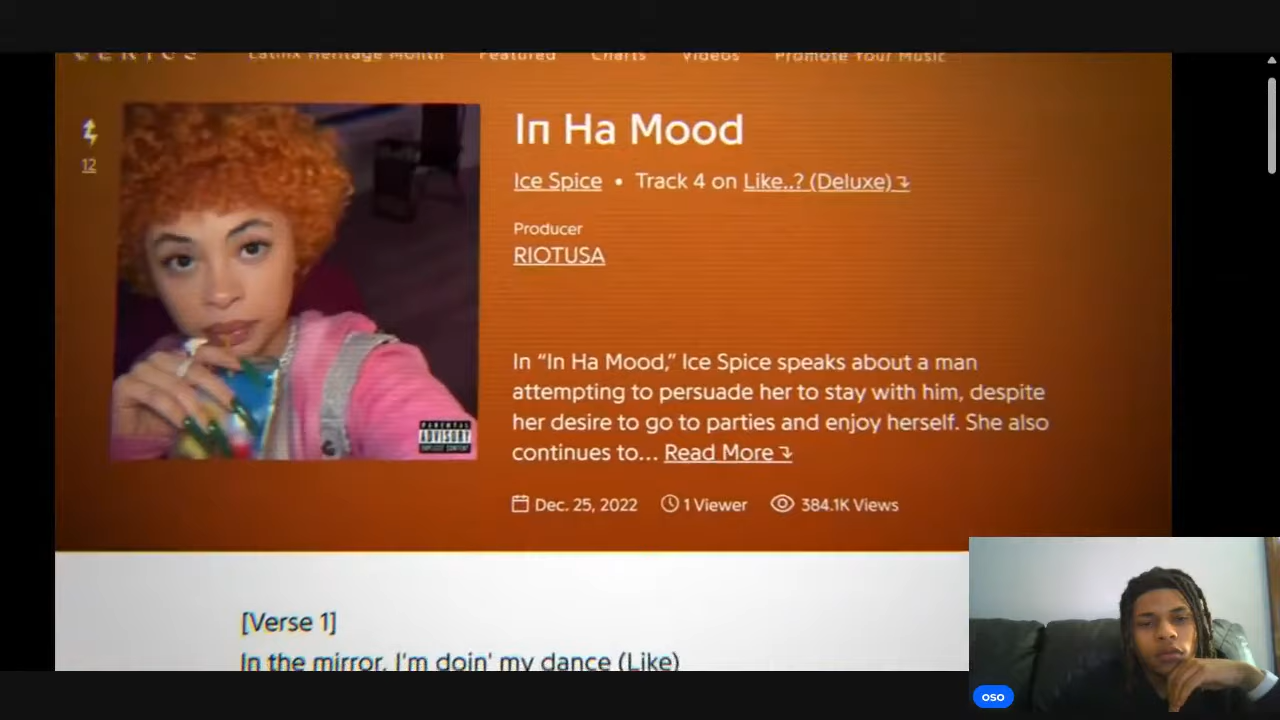 GENIUS Latinx Heritage Month Featured Charts Videos Promote Your Music
12
In Ha Mood
Ice Spice • Track 4 on Like..? (Deluxe)
Producer
RIOTUSA
In “In Ha Mood,” Ice Spice speaks about a man
attempting to persuade her to stay with him, despite
her desire to go to parties and enjoy herself. She also
continues to... Read More
Dec. 25, 2022 1 Viewer 384.1K Views
PARENTAL
ADVISORY
EXPLICIT CONTENT
[Verse 1]
In the mirror, I'm doin' my dance (Like)
oso